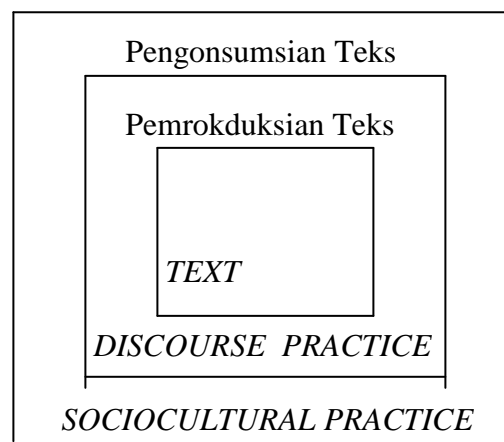 Pengonsumsian Teks
Pemrokduksian Teks
TEXT
DISCOURSE PRACTICE
SOCIOCULTURAL PRACTICE